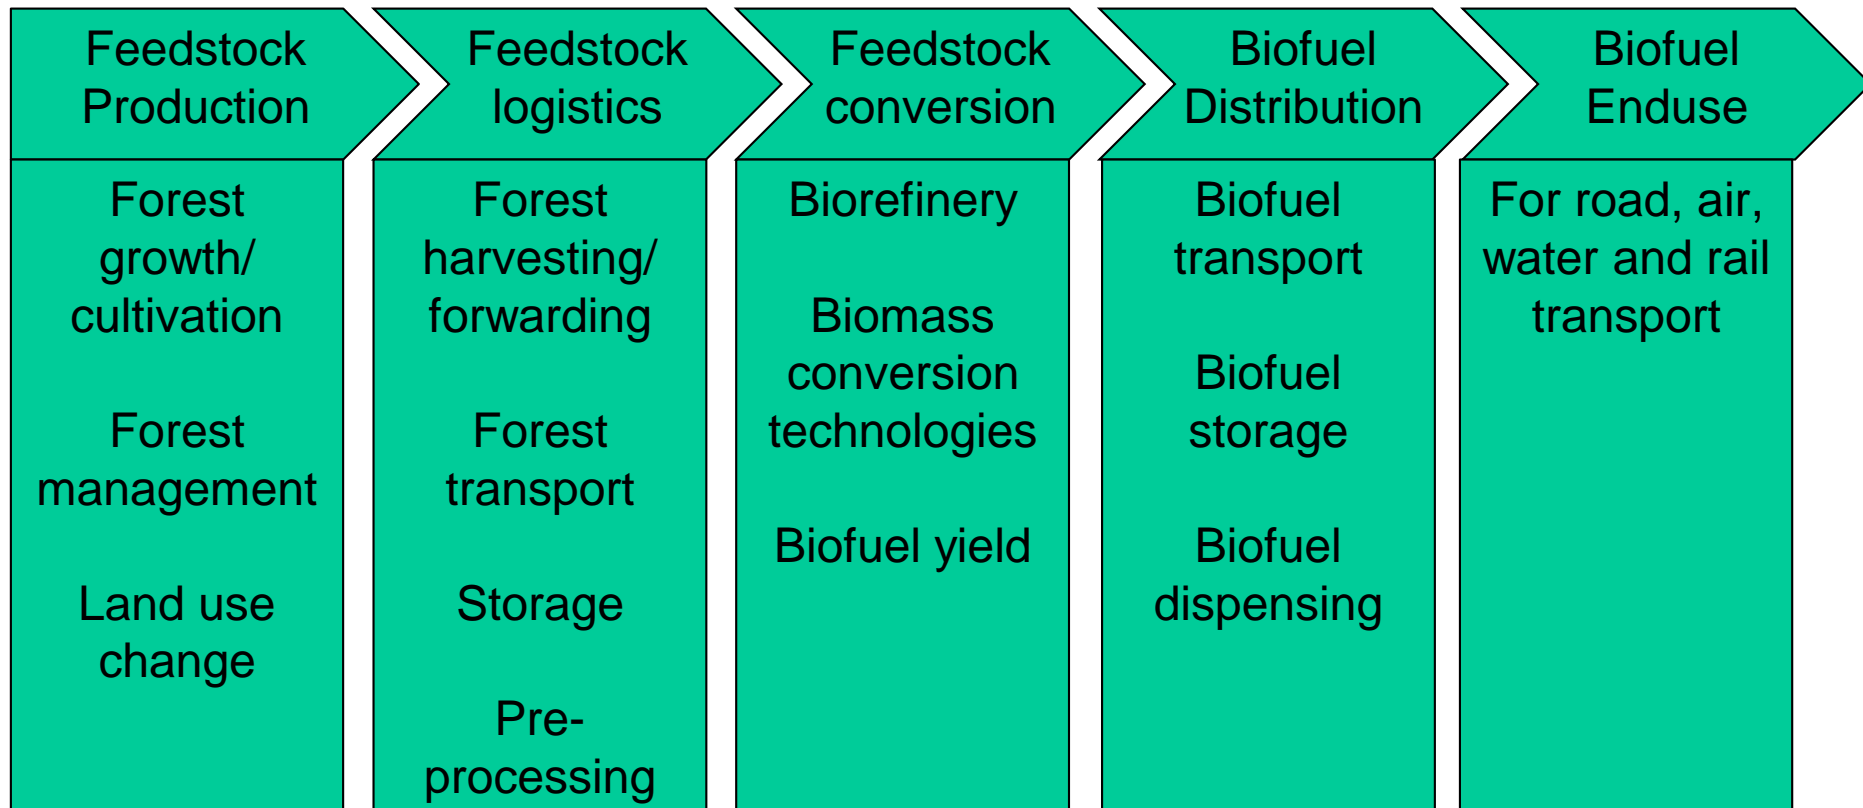 Feedstock
Production
Feedstock
logistics
Feedstock
conversion
Biofuel
Distribution
Biofuel
Enduse
Forest
growth/
cultivation
Forest
management
Land use
change
Forest
harvesting/
forwarding
Forest
transport
Storage
Pre-
processing
Biorefinery
Biomass
conversion
technologies
Biofuel yield
Biofuel
transport
Biofuel
storage
Biofuel
dispensing
For road, air,
water and rail
transport